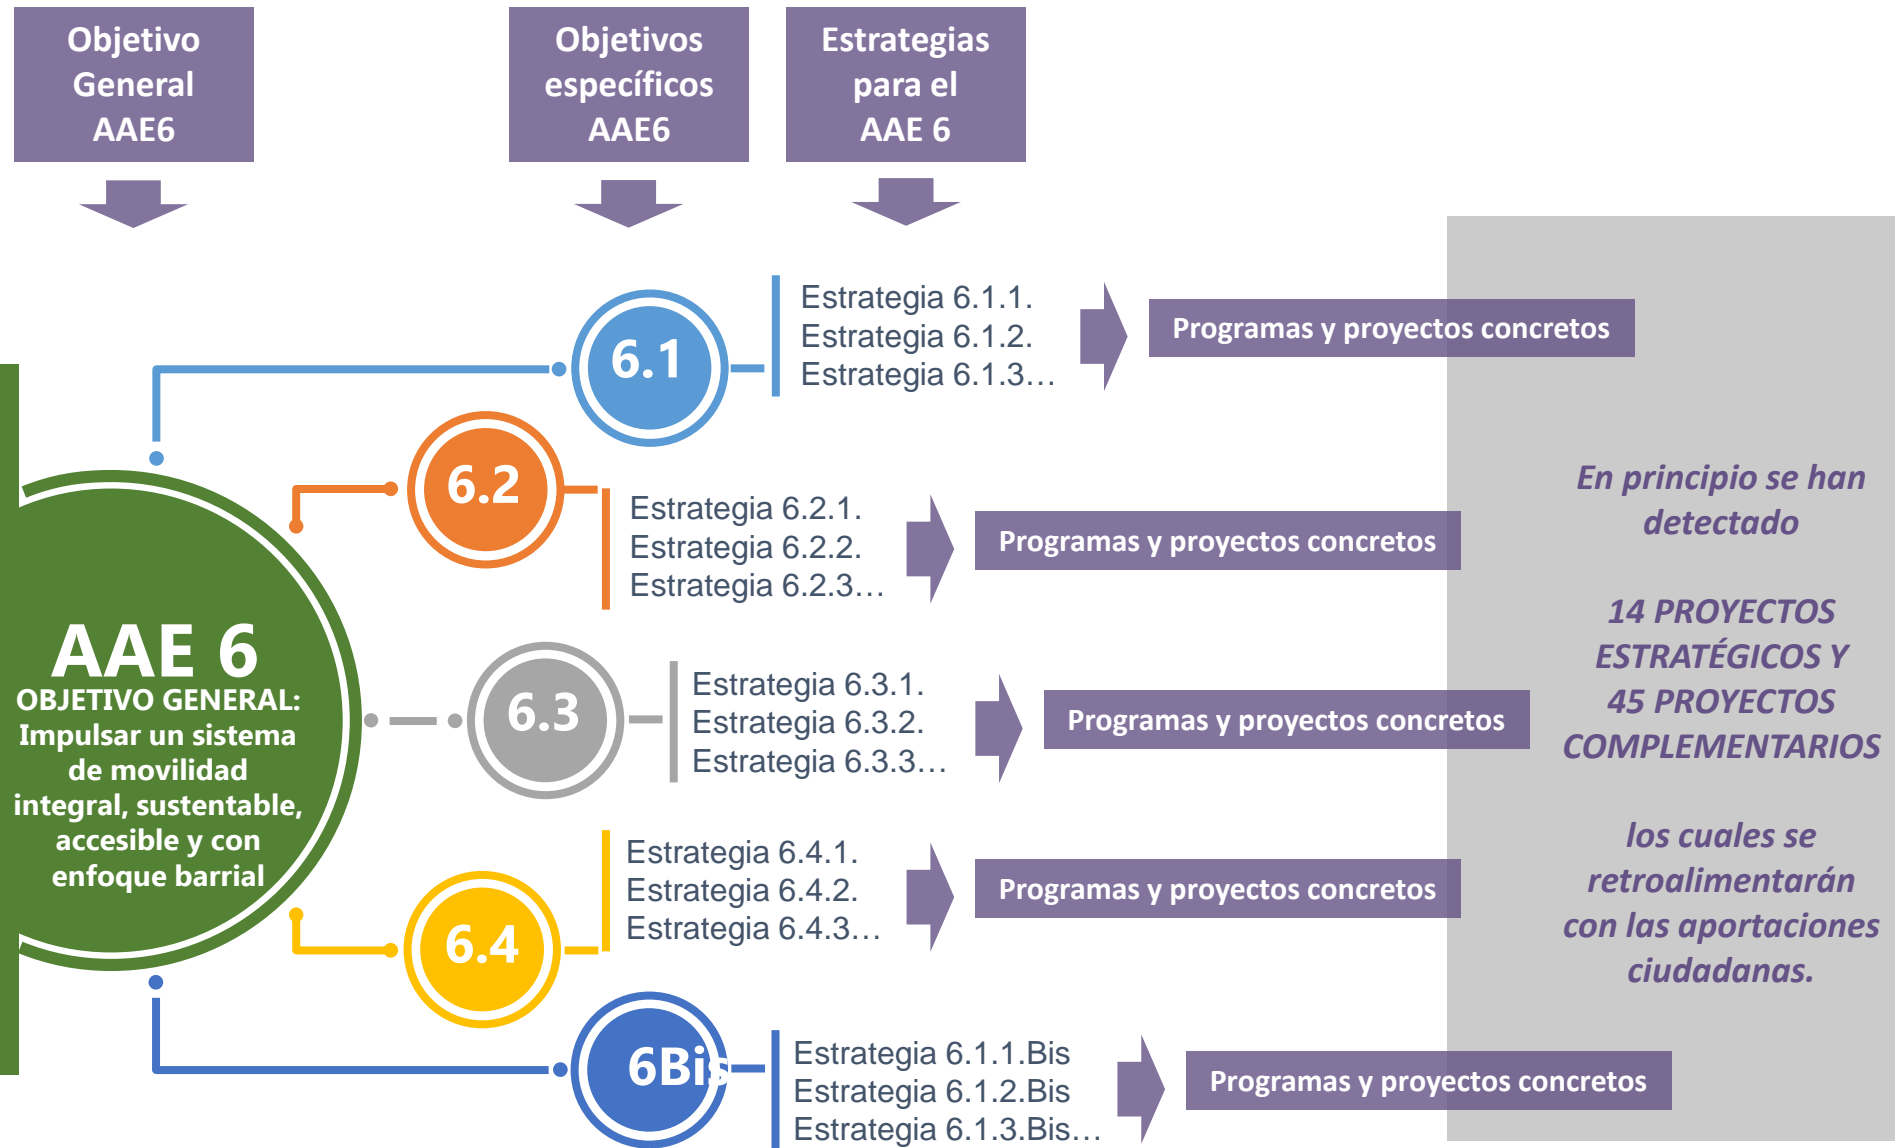 Objetivo
General
AAE6
Objetivos
específicos
AAE6
Estrategias
para el
AAE 6
AAE 6
OBJETIVO GENERAL:
Impulsar un sistema
de movilidad
integral, sustentable,
accesible y con
enfoque barrial
6.1
Estrategia 6.1.1.
Estrategia 6.1.2.
Estrategia 6.1.3…
Programas y proyectos concretos
6.2
Estrategia 6.2.1.
Estrategia 6.2.2.
Estrategia 6.2.3…
Programas y proyectos concretos
6.3
Estrategia 6.3.1.
Estrategia 6.3.2.
Estrategia 6.3.3…
Programas y proyectos concretos
6.4
Estrategia 6.4.1.
Estrategia 6.4.2.
Estrategia 6.4.3…
Programas y proyectos concretos
6Bis
Estrategia 6.1.1.Bis
Estrategia 6.1.2.Bis
Estrategia 6.1.3.Bis…
Programas y proyectos concretos
En principio se han
detectado
14 PROYECTOS
ESTRATÉGICOS Y
45 PROYECTOS
COMPLEMENTARIOS
los cuales se
retroalimentarán
con las aportaciones
ciudadanas.